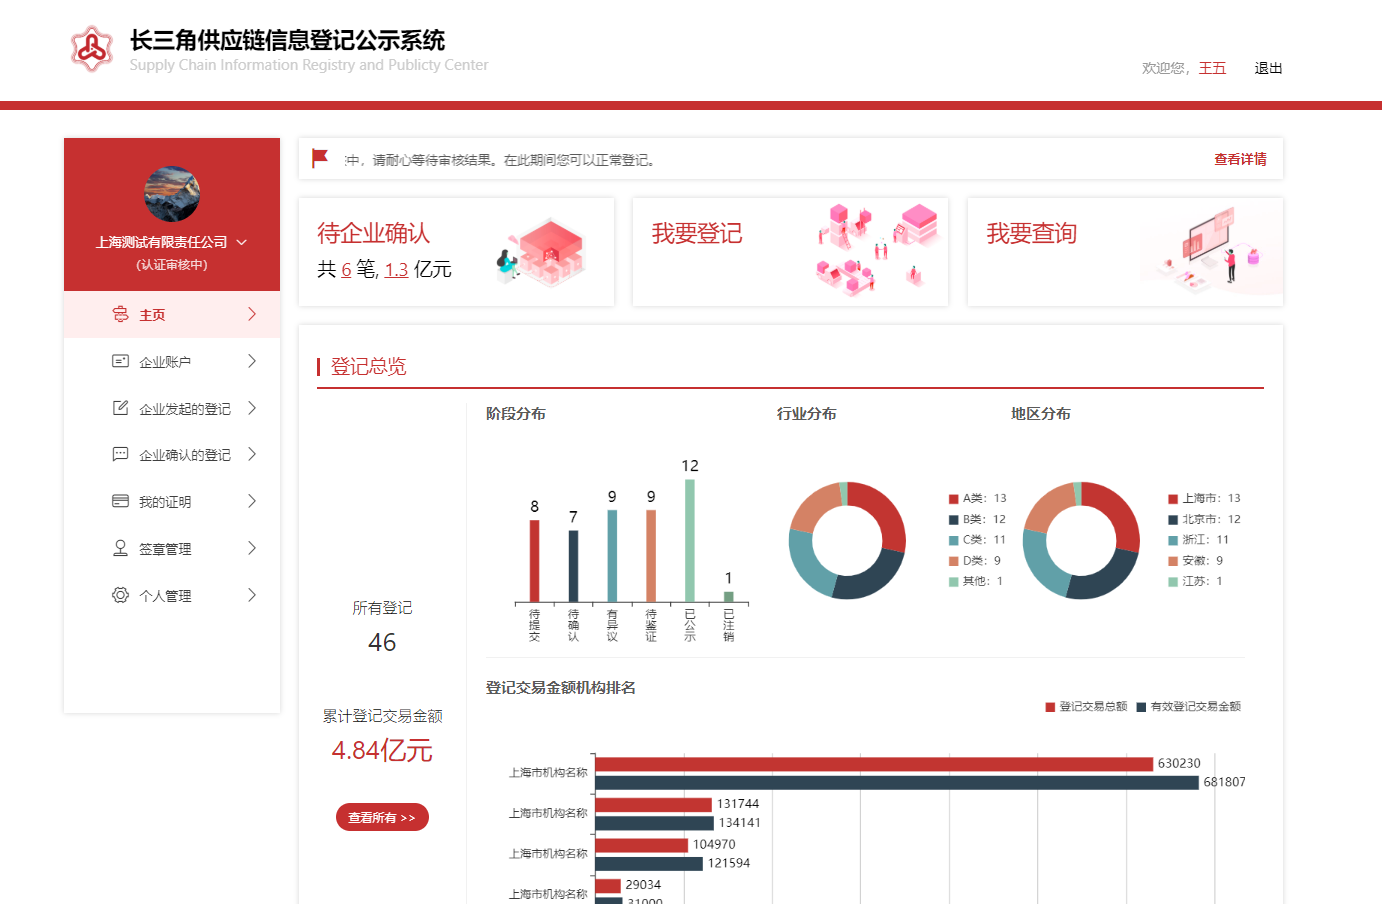 长三角供应链信息登记公示系统
Supply Chain Information Registry and Publicty Center
欢迎您，王五 退出
上海测试有限责任公司
(认证审核中)
主页
企业账户
企业发起的登记
企业确认的登记
我的证明
签章管理
个人管理
中，请耐心等待审核结果。在此期间您可以正常登记。
查看详情
待企业确认
共 6 笔, 1.3 亿元
我要登记
我要查询
登记总览
所有登记
46
累计登记交易金额
4.84亿元
查看所有 >>
阶段分布
8
7
9
9
12
1
待提交
待确认
有异议
待鉴证
已公示
已注销
行业分布
A类：13
B类：12
C类：11
D类：9
其他：1
地区分布
上海市：13
北京市：12
浙江：11
安徽：9
江苏：1
登记交易金额机构排名
登记交易总额 有效登记交易金额
上海市机构名称
630230
681807
上海市机构名称
131744
134141
上海市机构名称
104970
121594
上海市机构名称
29034
31000